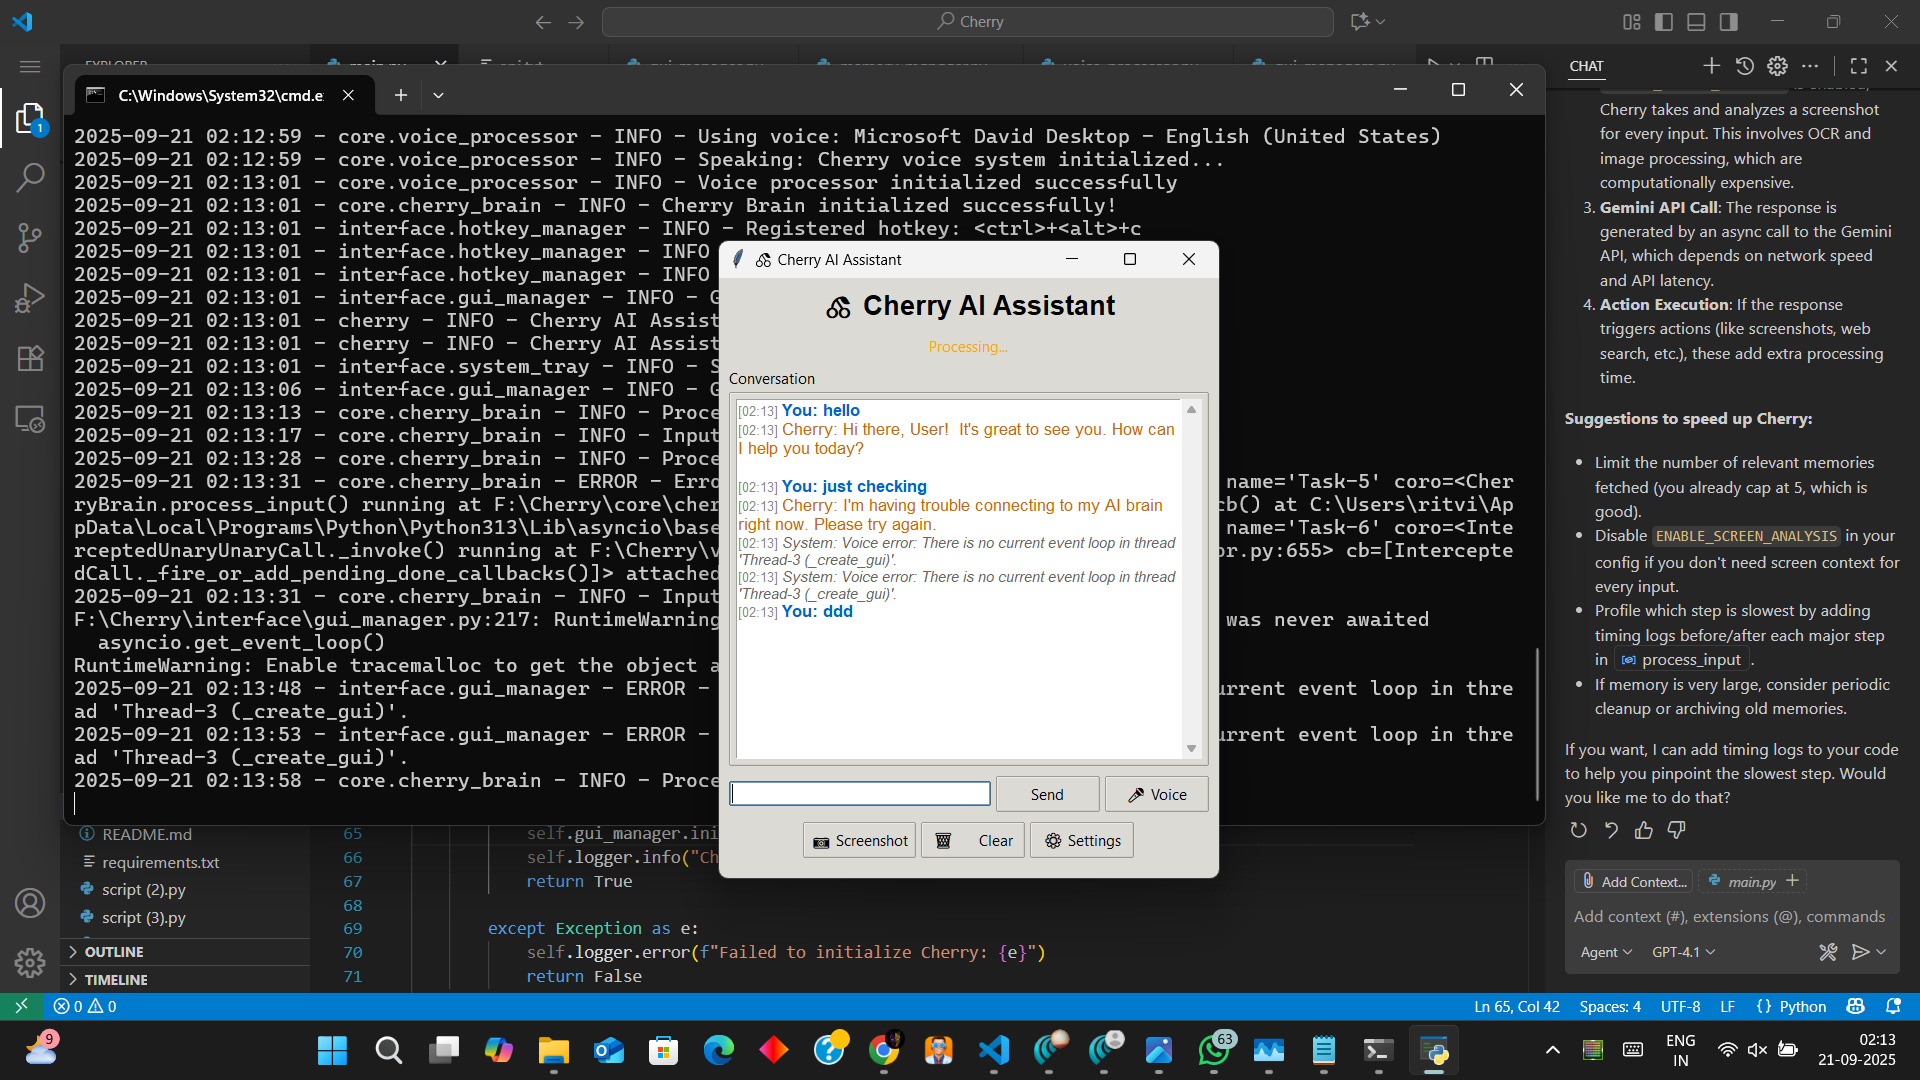 Cherry
EXPLORER
CHAT
C:\Windows\System32\cmd.e
2025-09-21 02:12:59 - core.voice_processor - INFO - Using voice: Microsoft David Desktop - English (United States)
2025-09-21 02:12:59 - core.voice_processor - INFO - Speaking: Cherry voice system initialized...
2025-09-21 02:13:01 - core.voice_processor - INFO - Voice processor initialized successfully
2025-09-21 02:13:01 - core.cherry_brain - INFO - Cherry Brain initialized successfully!
2025-09-21 02:13:01 - interface.hotkey_manager - INFO - Registered hotkey: <ctrl>+<alt>+c
2025-09-21 02:13:01 - interface.hotkey_manager - INFO
2025-09-21 02:13:01 - interface.hotkey_manager - INFO
2025-09-21 02:13:01 - interface.gui_manager - INFO - G
2025-09-21 02:13:01 - cherry - INFO - Cherry AI Assist
2025-09-21 02:13:01 - cherry - INFO - Cherry AI Assist
2025-09-21 02:13:01 - interface.system_tray - INFO - S
2025-09-21 02:13:06 - interface.gui_manager - INFO - G
2025-09-21 02:13:13 - core.cherry_brain - INFO - Proce
2025-09-21 02:13:17 - core.cherry_brain - INFO - Input
2025-09-21 02:13:28 - core.cherry_brain - INFO - Proce
2025-09-21 02:13:31 - core.cherry_brain - ERROR - Erro name='Task-5' coro=<Cher
ryBrain.process_input() running at F:\Cherry\core\cher cb() at C:\Users\ritvi\Ap
pData\Local\Programs\Python\Python313\Lib\asyncio\base name='Task-6' coro=<Inte
rceptedUnaryUnaryCall._invoke() running at F:\Cherry\v or.py:655> cb=[Intercepte
dCall._fire_or_add_pending_done_callbacks()]> attached
2025-09-21 02:13:31 - core.cherry_brain - INFO - Input
F:\Cherry\interface\gui_manager.py:217: RuntimeWarning was never awaited
asyncio.get_event_loop()
RuntimeWarning: Enable tracemalloc to get the object a
2025-09-21 02:13:48 - interface.gui_manager - ERROR - urrent event loop in thre
ad 'Thread-3 (_create_gui)'.
2025-09-21 02:13:53 - interface.gui_manager - ERROR - urrent event loop in thre
ad 'Thread-3 (_create_gui)'.
2025-09-21 02:13:58 - core.cherry_brain - INFO - Proce
Cherry AI Assistant
Cherry AI Assistant
Processing...
Conversation
[02:13] You: hello
[02:13] Cherry: Hi there, User! It's great to see you. How can
I help you today?
[02:13] You: just checking
[02:13] Cherry: I'm having trouble connecting to my AI brain
right now. Please try again.
[02:13] System: Voice error: There is no current event loop in thread
'Thread-3 (_create_gui)'.
[02:13] System: Voice error: There is no current event loop in thread
'Thread-3 (_create_gui)'.
[02:13] You: ddd
Send
Voice
Screenshot
Clear
Settings
1
README.md
requirements.txt
script (2).py
script (3).py
OUTLINE
TIMELINE
65 self.gui_manager.ini
66 self.logger.info("Ch
67 return True
68
69 except Exception as e:
70 self.logger.error(f"Failed to initialize Cherry: {e}")
71 return False
Cherry takes and analyzes a screenshot
for every input. This involves OCR and
image processing, which are
computationally expensive.
3. Gemini API Call: The response is
generated by an async call to the Gemini
API, which depends on network speed
and API latency.
4. Action Execution: If the response
triggers actions (like screenshots, web
search, etc.), these add extra processing
time.
Suggestions to speed up Cherry:
• Limit the number of relevant memories
fetched (you already cap at 5, which is
good).
• Disable ENABLE_SCREEN_ANALYSIS in your
config if you don't need screen context for
every input.
• Profile which step is slowest by adding
timing logs before/after each major step
in process_input .
• If memory is very large, consider periodic
cleanup or archiving old memories.
If you want, I can add timing logs to your code
to help you pinpoint the slowest step. Would
you like me to do that?
Add Context...
main.py
Add context (#), extensions (@), commands
Agent
GPT-4.1
0 0
Ln 65, Col 42
Spaces: 4
UTF-8
LF
{ } Python
9
63
ENG
IN
02:13
21-09-2025